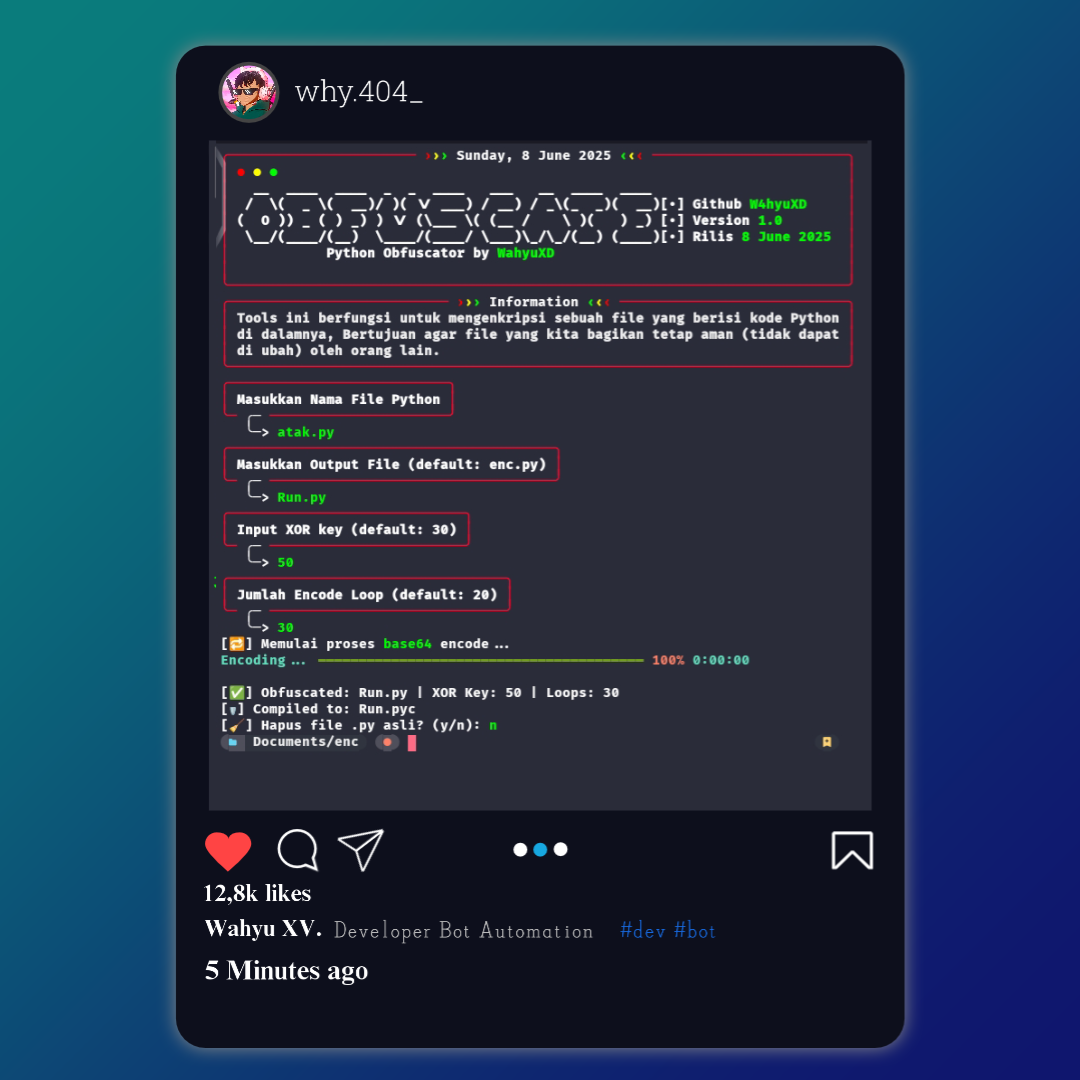 why.404_
››› Sunday, 8 June 2025 ‹‹‹
OBFUSCATE
[•] Github W4hyuXD
[•] Version 1.0
[•] Rilis 8 June 2025
Python Obfuscator by WahyuXD
››› Information ‹‹‹
Tools ini berfungsi untuk mengenkripsi sebuah file yang berisi kode Python
di dalamnya, Bertujuan agar file yang kita bagikan tetap aman (tidak dapat
di ubah) oleh orang lain.
Masukkan Nama File Python
> atak.py
Masukkan Output File (default: enc.py)
> Run.py
Input XOR key (default: 30)
> 50
Jumlah Encode Loop (default: 20)
> 30
[🔁] Memulai proses base64 encode ...
Encoding ... 100% 0:00:00
[✅] Obfuscated: Run.py | XOR Key: 50 | Loops: 30
[🗑] Compiled to: Run.pyc
[🧹] Hapus file .py asli? (y/n): n
Documents/enc
12,8k likes
Wahyu XV. Developer Bot Automation #dev #bot
5 Minutes ago